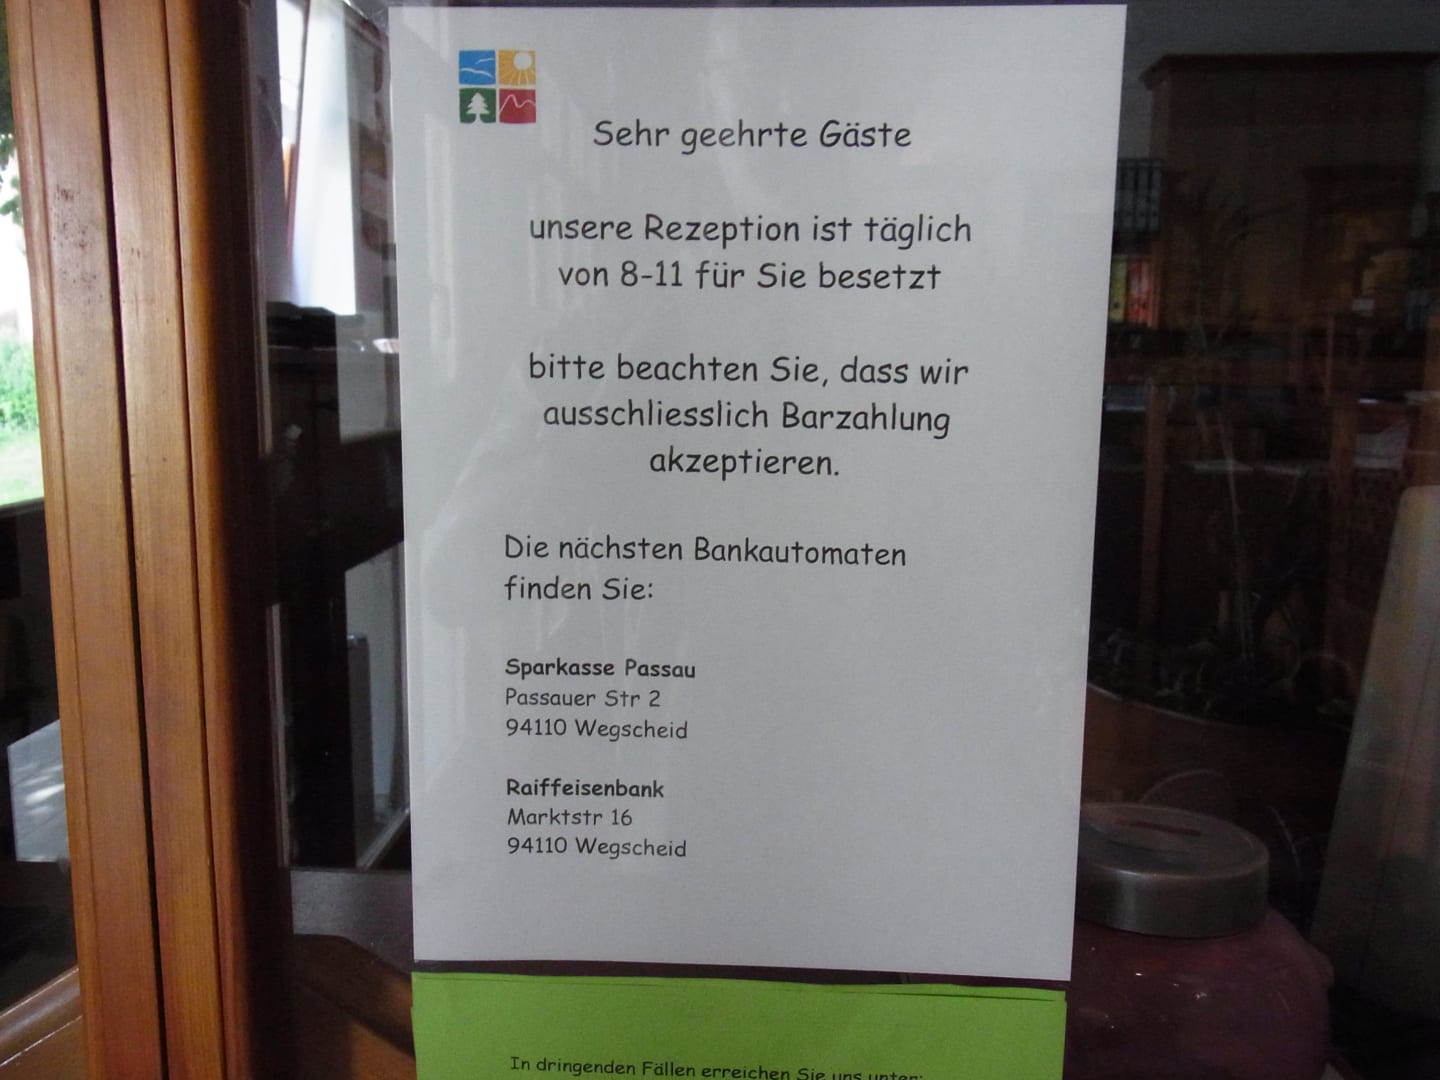 Sehr geehrte Gäste
unsere Rezeption ist täglich
von 8-11 für Sie besetzt
bitte beachten Sie, dass wir
ausschliesslich Barzahlung
akzeptieren.
Die nächsten Bankautomaten
finden Sie:
Sparkasse Passau
Passauer Str 2
94110 Wegscheid
Raiffeisenbank
Marktstr 16
94110 Wegscheid
In dringenden Fällen erreichen Sie uns unter: